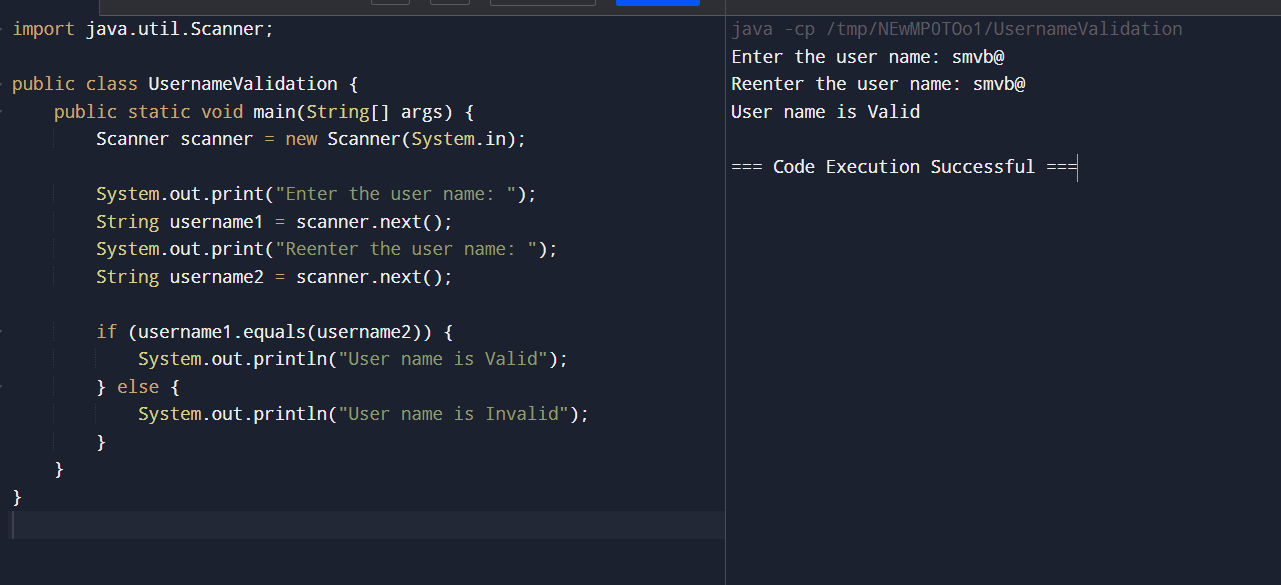 import java.util.Scanner;
public class UsernameValidation {
public static void main(String[] args) {
Scanner scanner = new Scanner(System.in);
System.out.print("Enter the user name: ");
String username1 = scanner.next();
System.out.print("Reenter the user name: ");
String username2 = scanner.next();
if (username1.equals(username2)) {
System.out.println("User name is Valid");
} else {
System.out.println("User name is Invalid");
}
}
}
java -cp /tmp/NEwMP0TOo1/UsernameValidation
Enter the user name: smvb@
Reenter the user name: smvb@
User name is Valid
=== Code Execution Successful ===